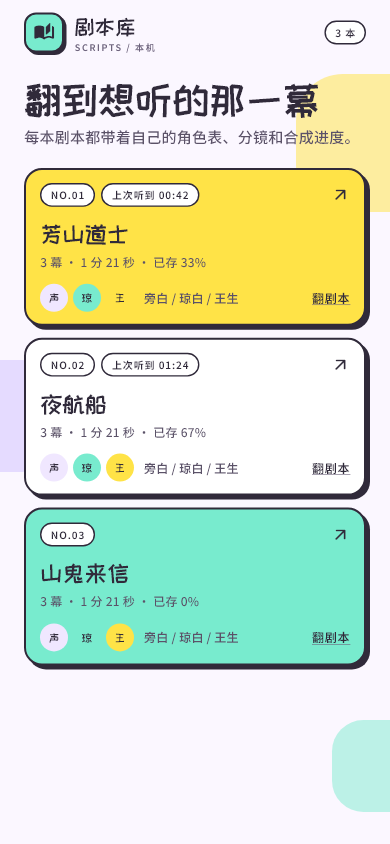 剧本库
SCRIPTS / 本机
3 本
翻到想听的那一幕
每本剧本都带着自己的角色表、分镜和合成进度。
NO.01
上次听到 00:42
芳山道士
3 幕 · 1 分 21 秒 · 已存 33%
声 琼 王 旁白 / 琼白 / 王生
翻剧本
NO.02
上次听到 01:24
夜航船
3 幕 · 1 分 21 秒 · 已存 67%
声 琼 王 旁白 / 琼白 / 王生
翻剧本
NO.03
山鬼来信
3 幕 · 1 分 21 秒 · 已存 0%
声 琼 王 旁白 / 琼白 / 王生
翻剧本